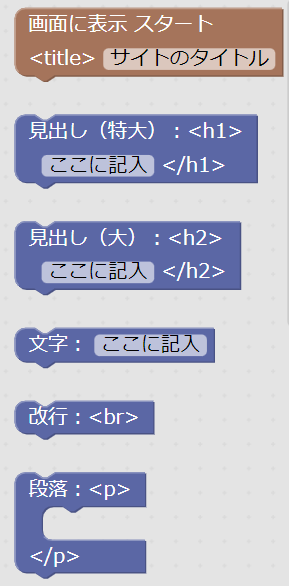 画面に表示 スタート
<title> サイトのタイトル
見出し（特大）：<h1>
ここに記入 </h1>
見出し（大）：<h2>
ここに記入 </h2>
文字： ここに記入
改行：<br>
段落：<p>
</p>